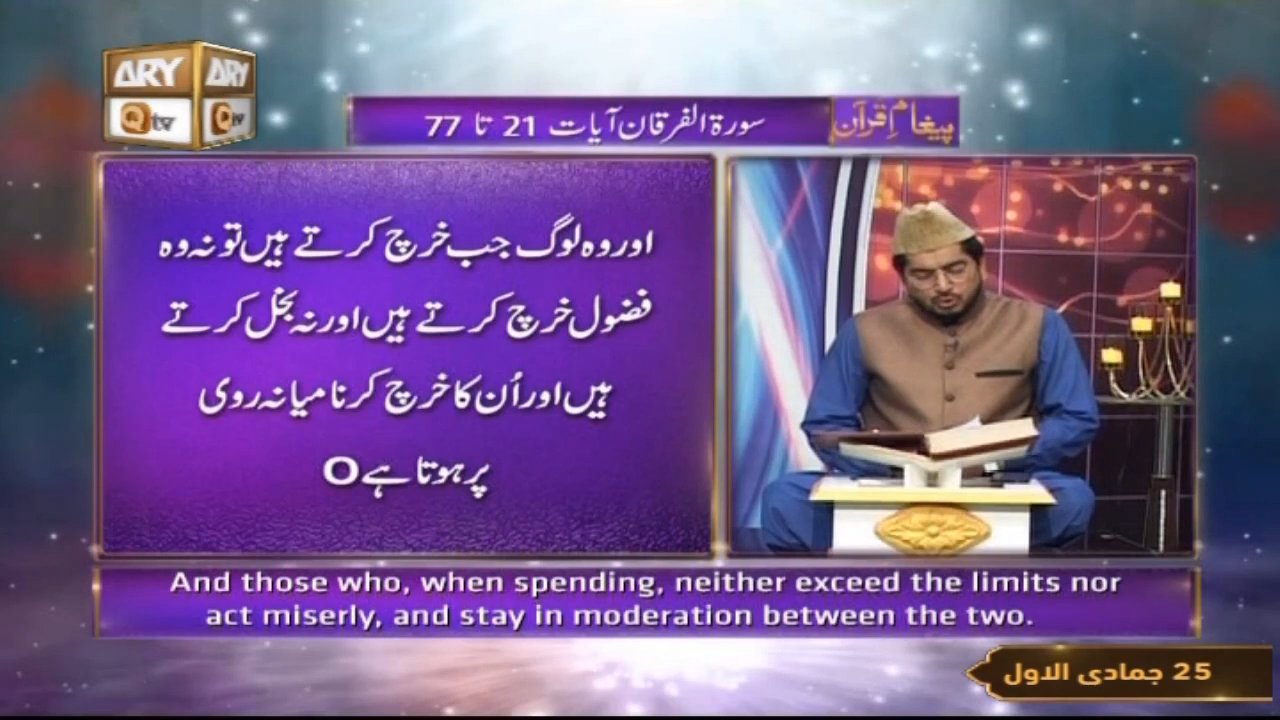 ARY ARY
Qtv Qtv
پیغامِ قرآن
سورۃ الفرقان آیات 21 تا 77
اور وہ لوگ جب خرچ کرتے ہیں تو نہ وہ
فضول خرچ کرتے ہیں اور نہ بخل کرتے
ہیں اور اُن کا خرچ کرنا میانہ روی
پر ہوتا ہے O
And those who, when spending, neither exceed the limits nor
act miserly, and stay in moderation between the two.
25 جمادی الاول